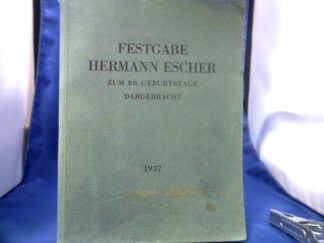 FESTGABE
HERMANN ESCHER
ZUM 80. GEBURTSTAGE
DARGEBRACHT
1937